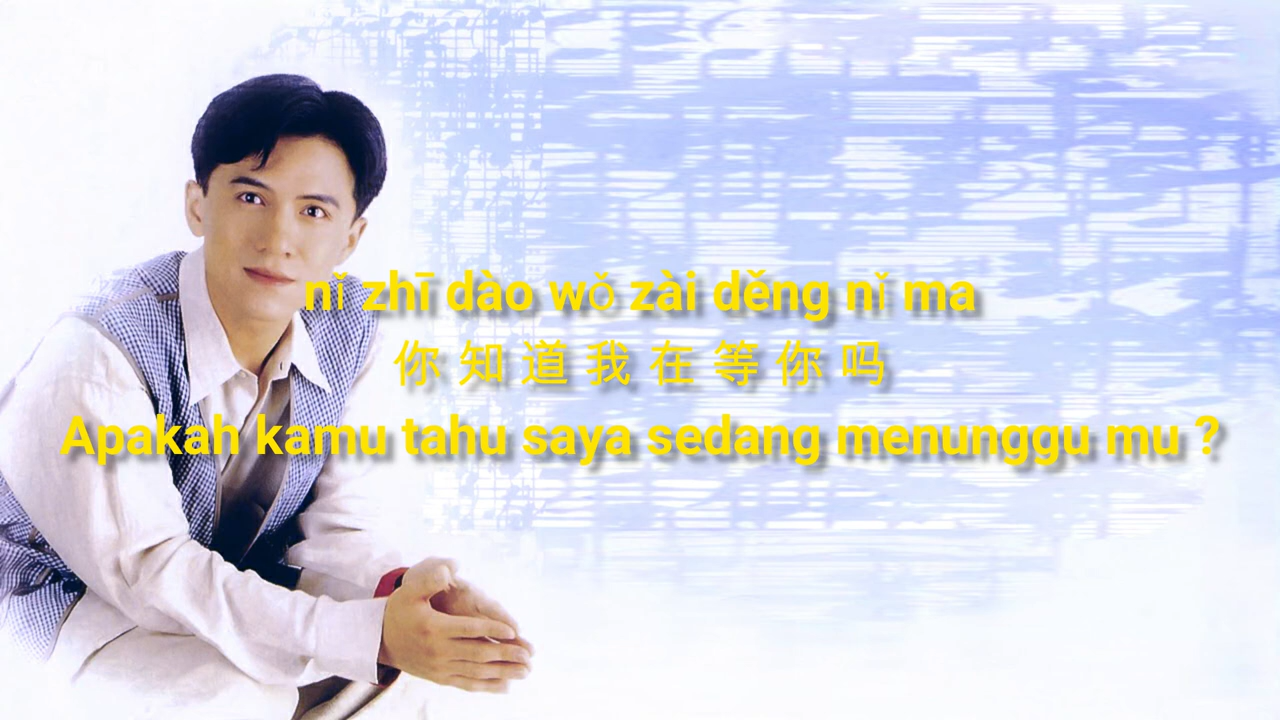 nǐ zhī dào wǒ zài děng nǐ ma
你 知 道 我 在 等 你 吗
Apakah kamu tahu saya sedang menunggu mu ?